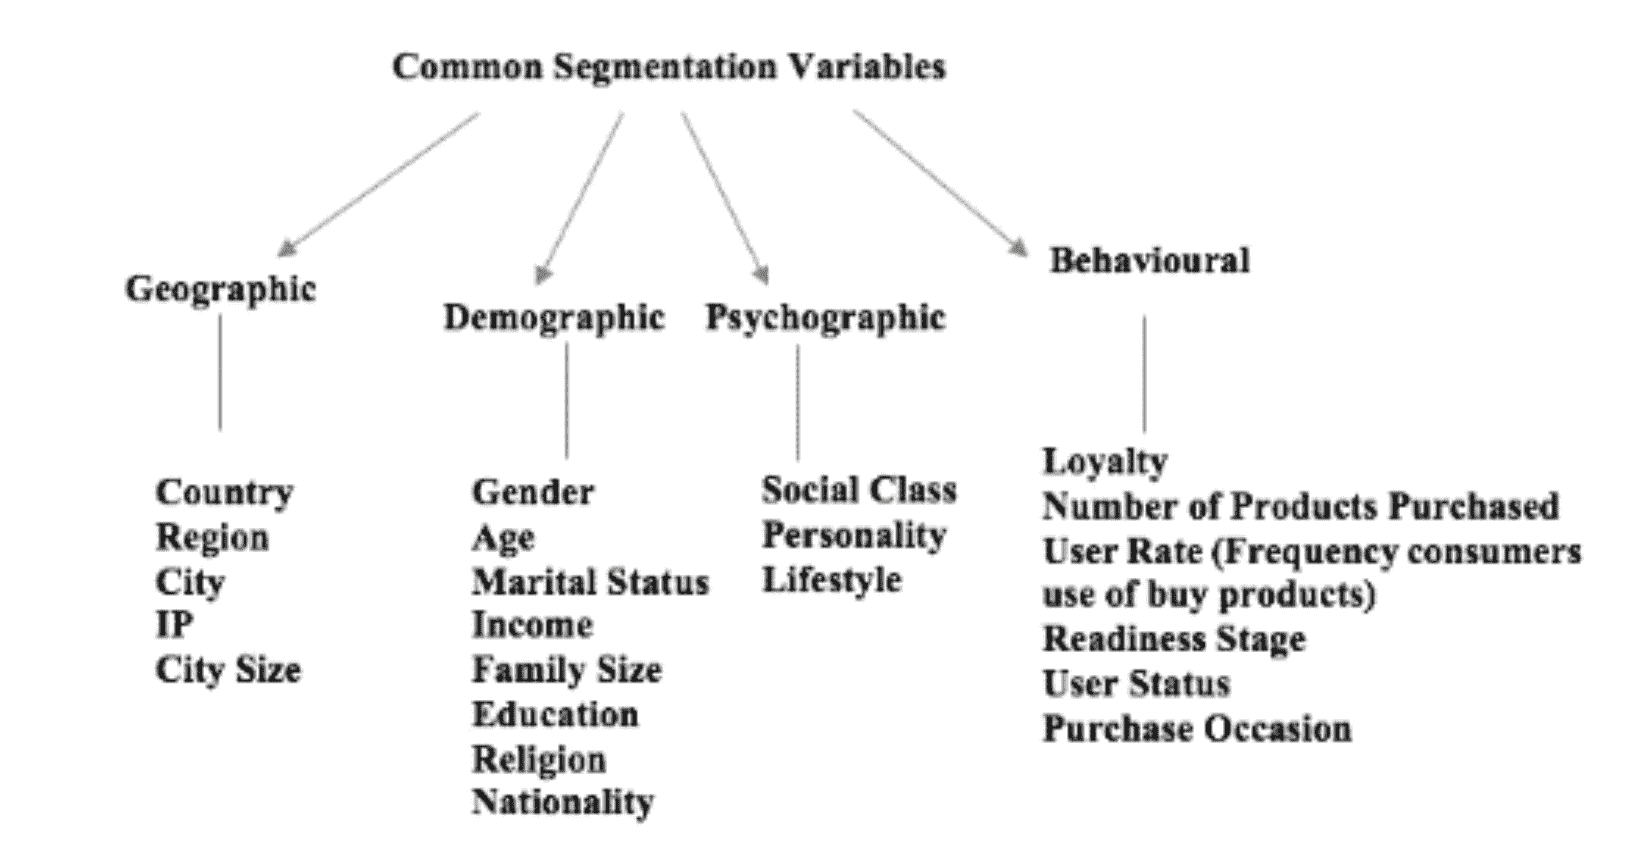 Common Segmentation Variables
Geographic
Demographic
Psychographic
Behavioural
Country
Region
City
IP
City Size
Gender
Age
Marital Status
Income
Family Size
Education
Religion
Nationality
Social Class
Personality
Lifestyle
Loyalty
Number of Products Purchased
User Rate (Frequency consumers
use of buy products)
Readiness Stage
User Status
Purchase Occasion